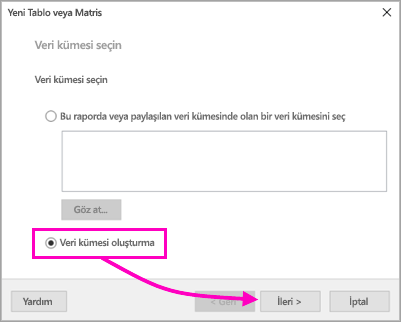 Yeni Tablo veya Matris
Veri kümesi seçin
Veri kümesi seçin
Bu raporda veya paylaşılan veri kümesinde olan bir veri kümesini seç
Göz at...
Veri kümesi oluşturma
Yardım
< Geri
İleri >
İptal